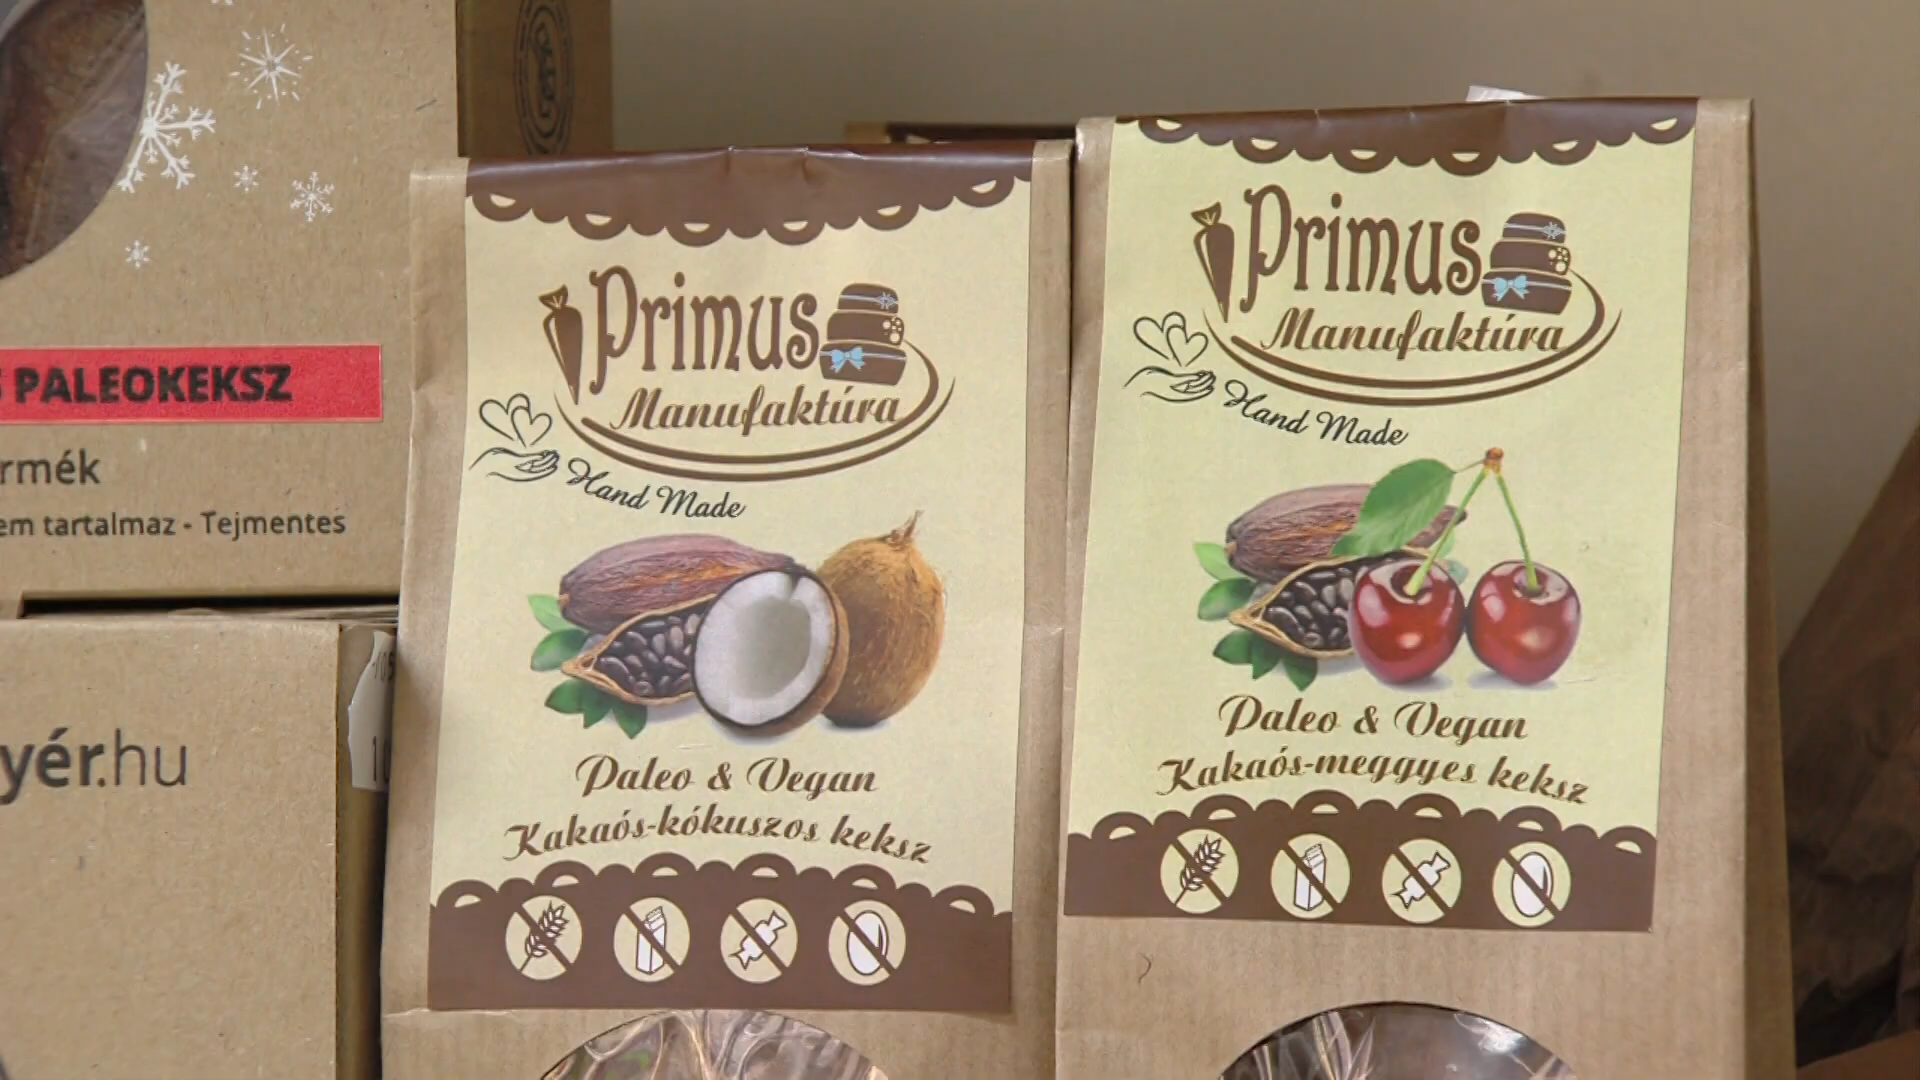 PALEOKESZ
rmék
em tartalmaz - Tejmentes
yér.hu
Primus
Manufaktúra
Hand Made
Paleo & Vegan
Kakaós-kókuszos keksz
Primus
Manufaktúra
Hand Made
Paleo & Vegan
Kakaós-meggyes keksz